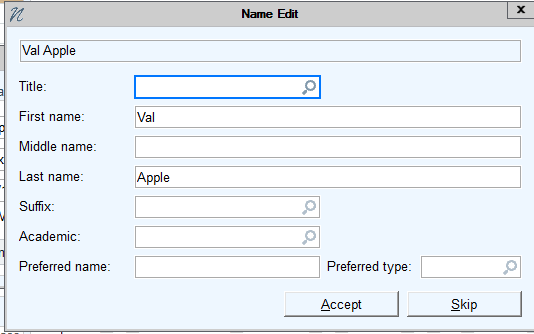 Name Edit
x
Val Apple
Title:
First name: Val
Middle name:
Last name: Apple
Suffix:
Academic:
Preferred name: Preferred type:
Accept Skip